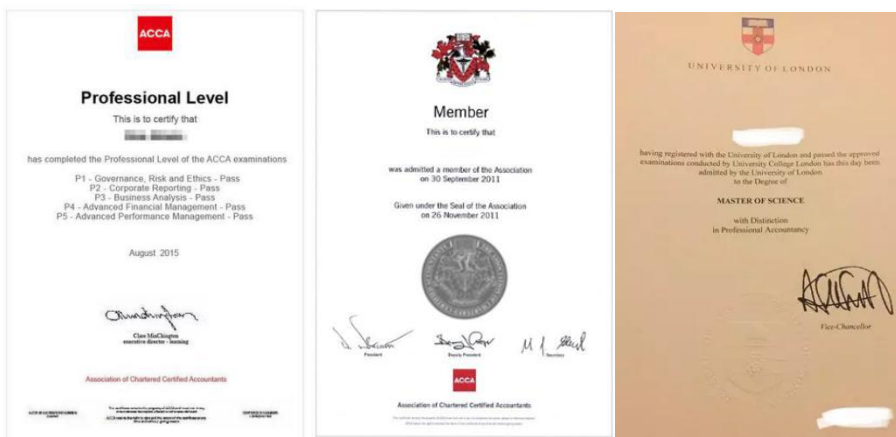 ACCA
Professional Level
This is to certify that
has completed the Professional Level of the ACCA examinations
P1 - Governance, Risk and Ethics - Pass
P2 - Corporate Reporting - Pass
P3 - Business Analysis - Pass
P4 - Advanced Financial Management - Pass
P5 - Advanced Performance Management - Pass
August 2015
Clare Minchington
executive director - learning
Association of Chartered Certified Accountants
Member
This is to certify that
was admitted a member of the Association
on 30 September 2011
Given under the Seal of the Association
on 26 November 2011
President
Deputy President
Secretary
ACCA
Association of Chartered Certified Accountants
UNIVERSITY OF LONDON
having registered with the University of London and passed the approved
examinations conducted by University College London has this day been
admitted by the University of London
to the Degree of
MASTER OF SCIENCE
with Distinction
in Professional Accountancy
Vice-Chancellor